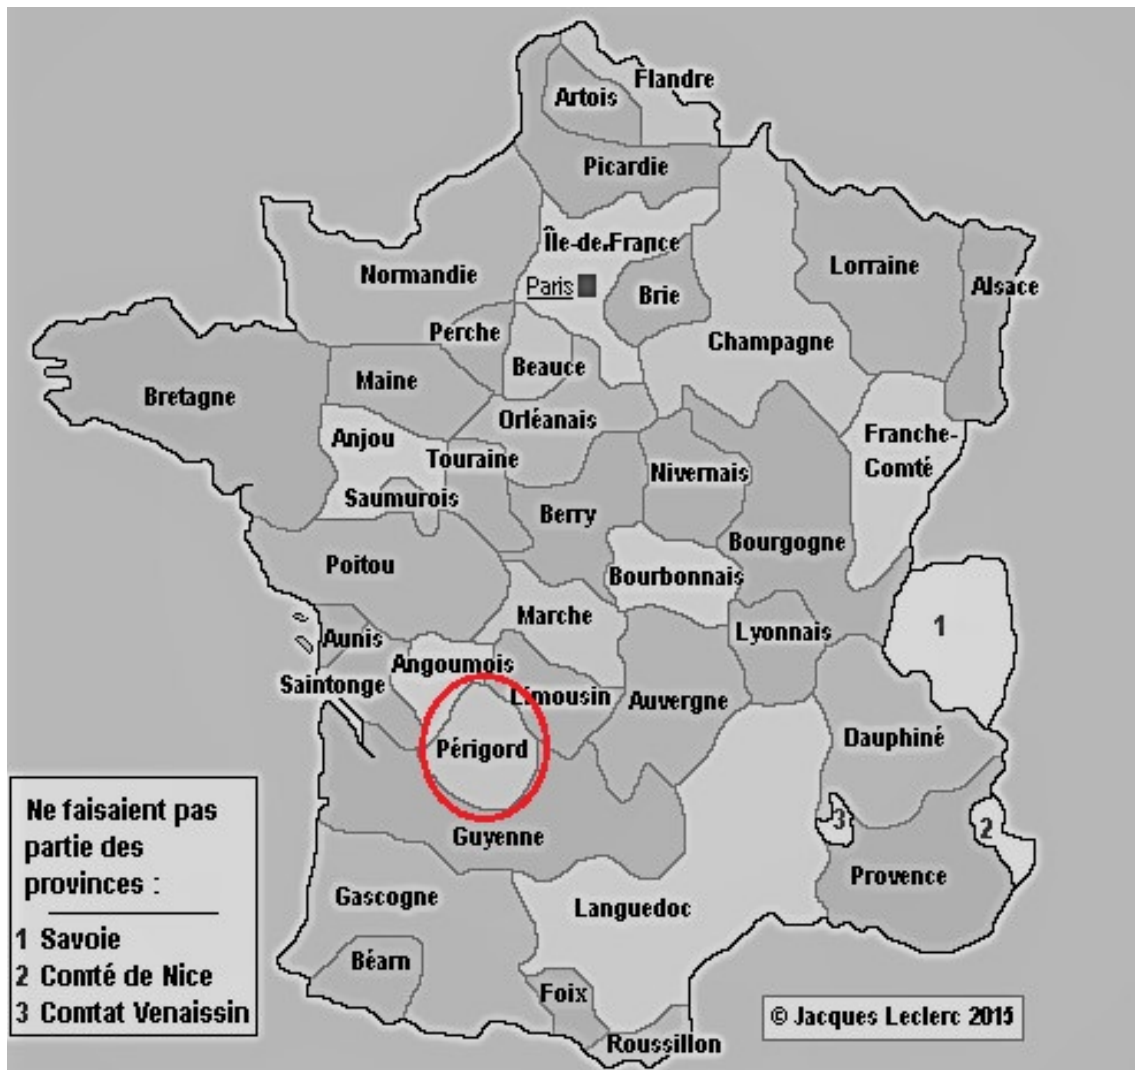 Flandre
Artois
Picardie
Île-de-France
Normandie
Paris
Brie
Lorraine
Alsace
Perche
Champagne
Beauce
Maine
Bretagne
Orléanais
Anjou
Franche-
Comté
Touraine
Nivernais
Saumurois
Berry
Bourgogne
Poitou
Bourbonnais
Marche
1
Lyonnais
Aunis
Angoumois
Saintonge
Limousin
Auvergne
Périgord
Dauphiné
3
2
Guyenne
Provence
Gascogne
Languedoc
Béarn
Foix
Roussillon
Ne faisaient pas
partie des
provinces :
1 Savoie
2 Comté de Nice
3 Comtat Venaissin
© Jacques Leclerc 2015